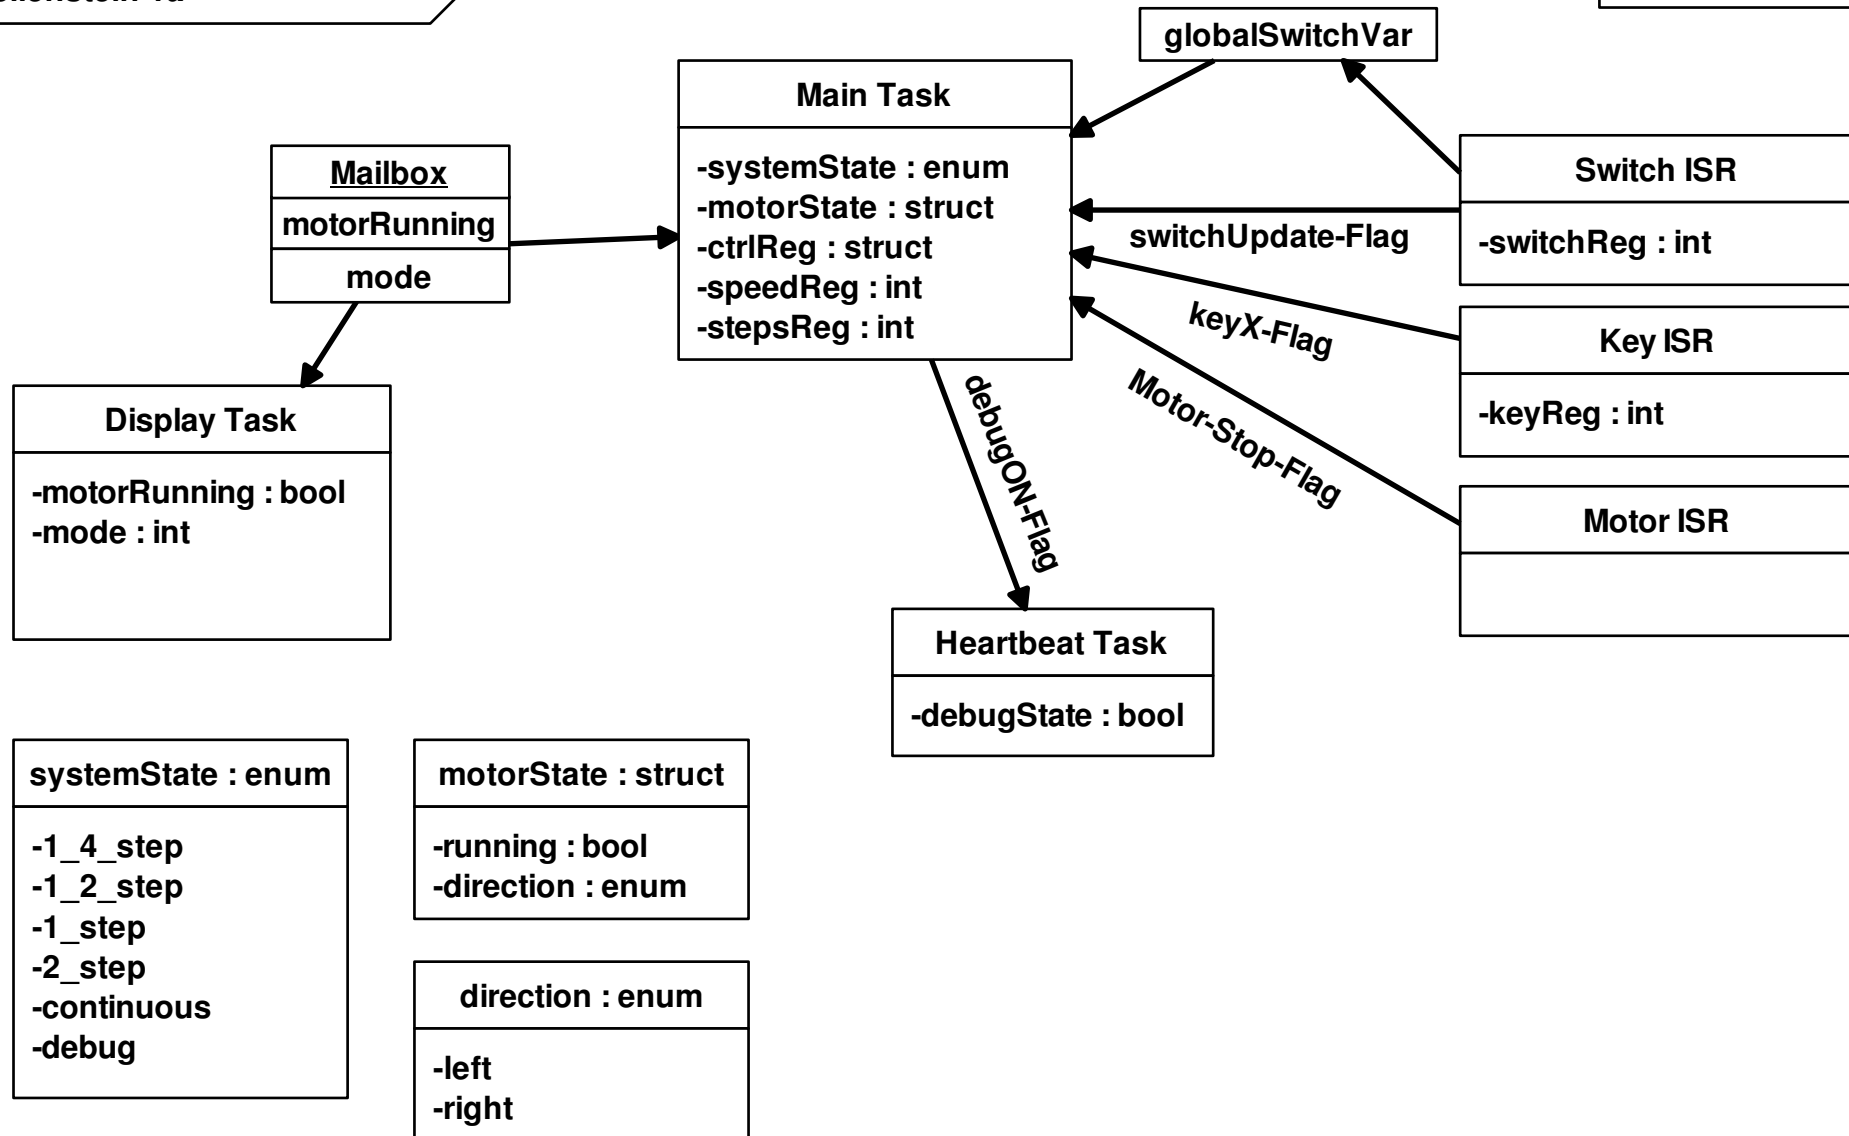 globalSwitchVar
Main Task
-systemState : enum
-motorState : struct
-ctrlReg : struct
-speedReg : int
-stepsReg : int
Mailbox
motorRunning
mode
Switch ISR
-switchReg : int
switchUpdate-Flag
keyX-Flag
Key ISR
-keyReg : int
Motor-Stop-Flag
Motor ISR
debugON-Flag
Display Task
-motorRunning : bool
-mode : int
Heartbeat Task
-debugState : bool
systemState : enum
-1_4_step
-1_2_step
-1_step
-2_step
-continuous
-debug
motorState : struct
-running : bool
-direction : enum
direction : enum
-left
-right